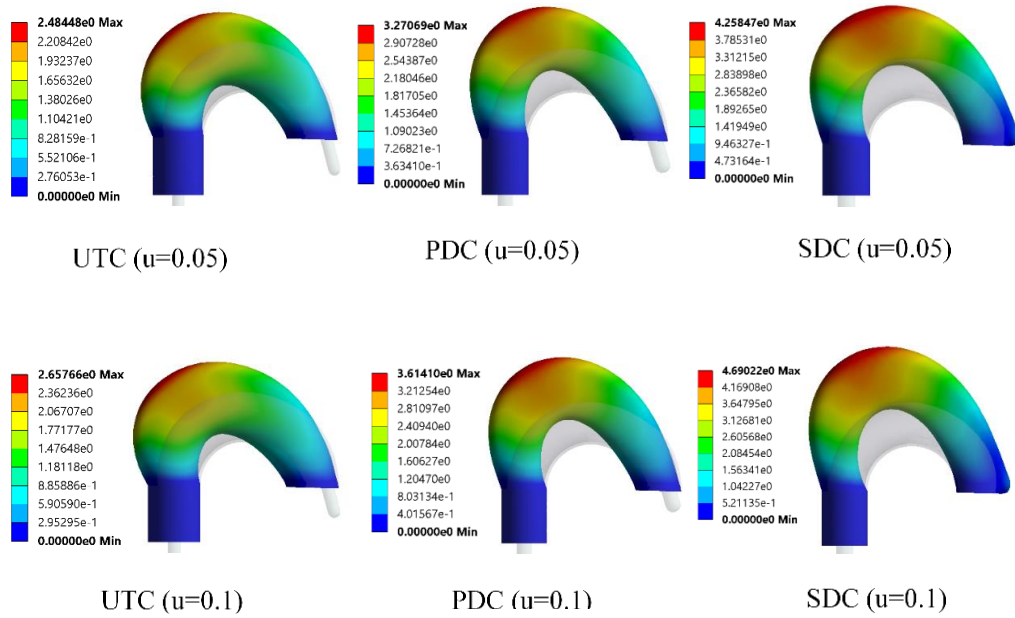 2.48448e0 Max
2.20842e0
1.93237e0
1.65632e0
1.38026e0
1.10421e0
8.28159e-1
5.52106e-1
2.76053e-1
0.00000e0 Min
UTC (u=0.05)
3.27069e0 Max
2.90728e0
2.54387e0
2.18046e0
1.81705e0
1.45364e0
1.09023e0
7.26821e-1
3.63410e-1
0.00000e0 Min
PDC (u=0.05)
4.25847e0 Max
3.78531e0
3.31215e0
2.83898e0
2.36582e0
1.89265e0
1.41949e0
9.46327e-1
4.73164e-1
0.00000e0 Min
SDC (u=0.05)
2.65766e0 Max
2.36236e0
2.06707e0
1.77177e0
1.47648e0
1.18118e0
8.85886e-1
5.90590e-1
2.95295e-1
0.00000e0 Min
UTC (u=0.1)
3.61410e0 Max
3.21254e0
2.81097e0
2.40940e0
2.00784e0
1.60627e0
1.20470e0
8.03134e-1
4.01567e-1
0.00000e0 Min
PDC (u=0.1)
4.69022e0 Max
4.16908e0
3.64795e0
3.12681e0
2.60568e0
2.08454e0
1.56341e0
1.04227e0
5.21135e-1
0.00000e0 Min
SDC (u=0.1)